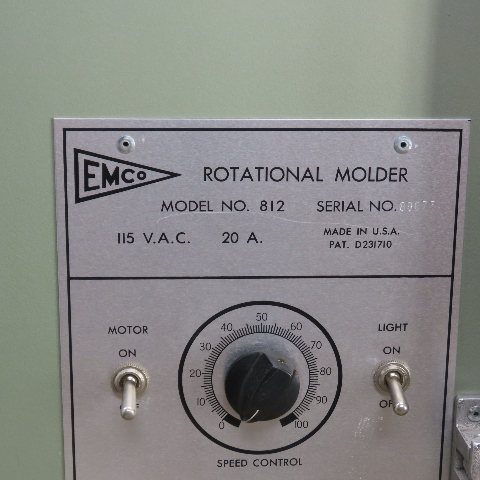 EMCO
ROTATIONAL MOLDER
MODEL NO. 812 SERIAL NO.
115 V.A.C. 20 A.
MADE IN U.S.A.
PAT. D231710
MOTOR
ON
LIGHT
ON
0 10 20 30 40 50 60 70 80 90 100
SPEED CONTROL